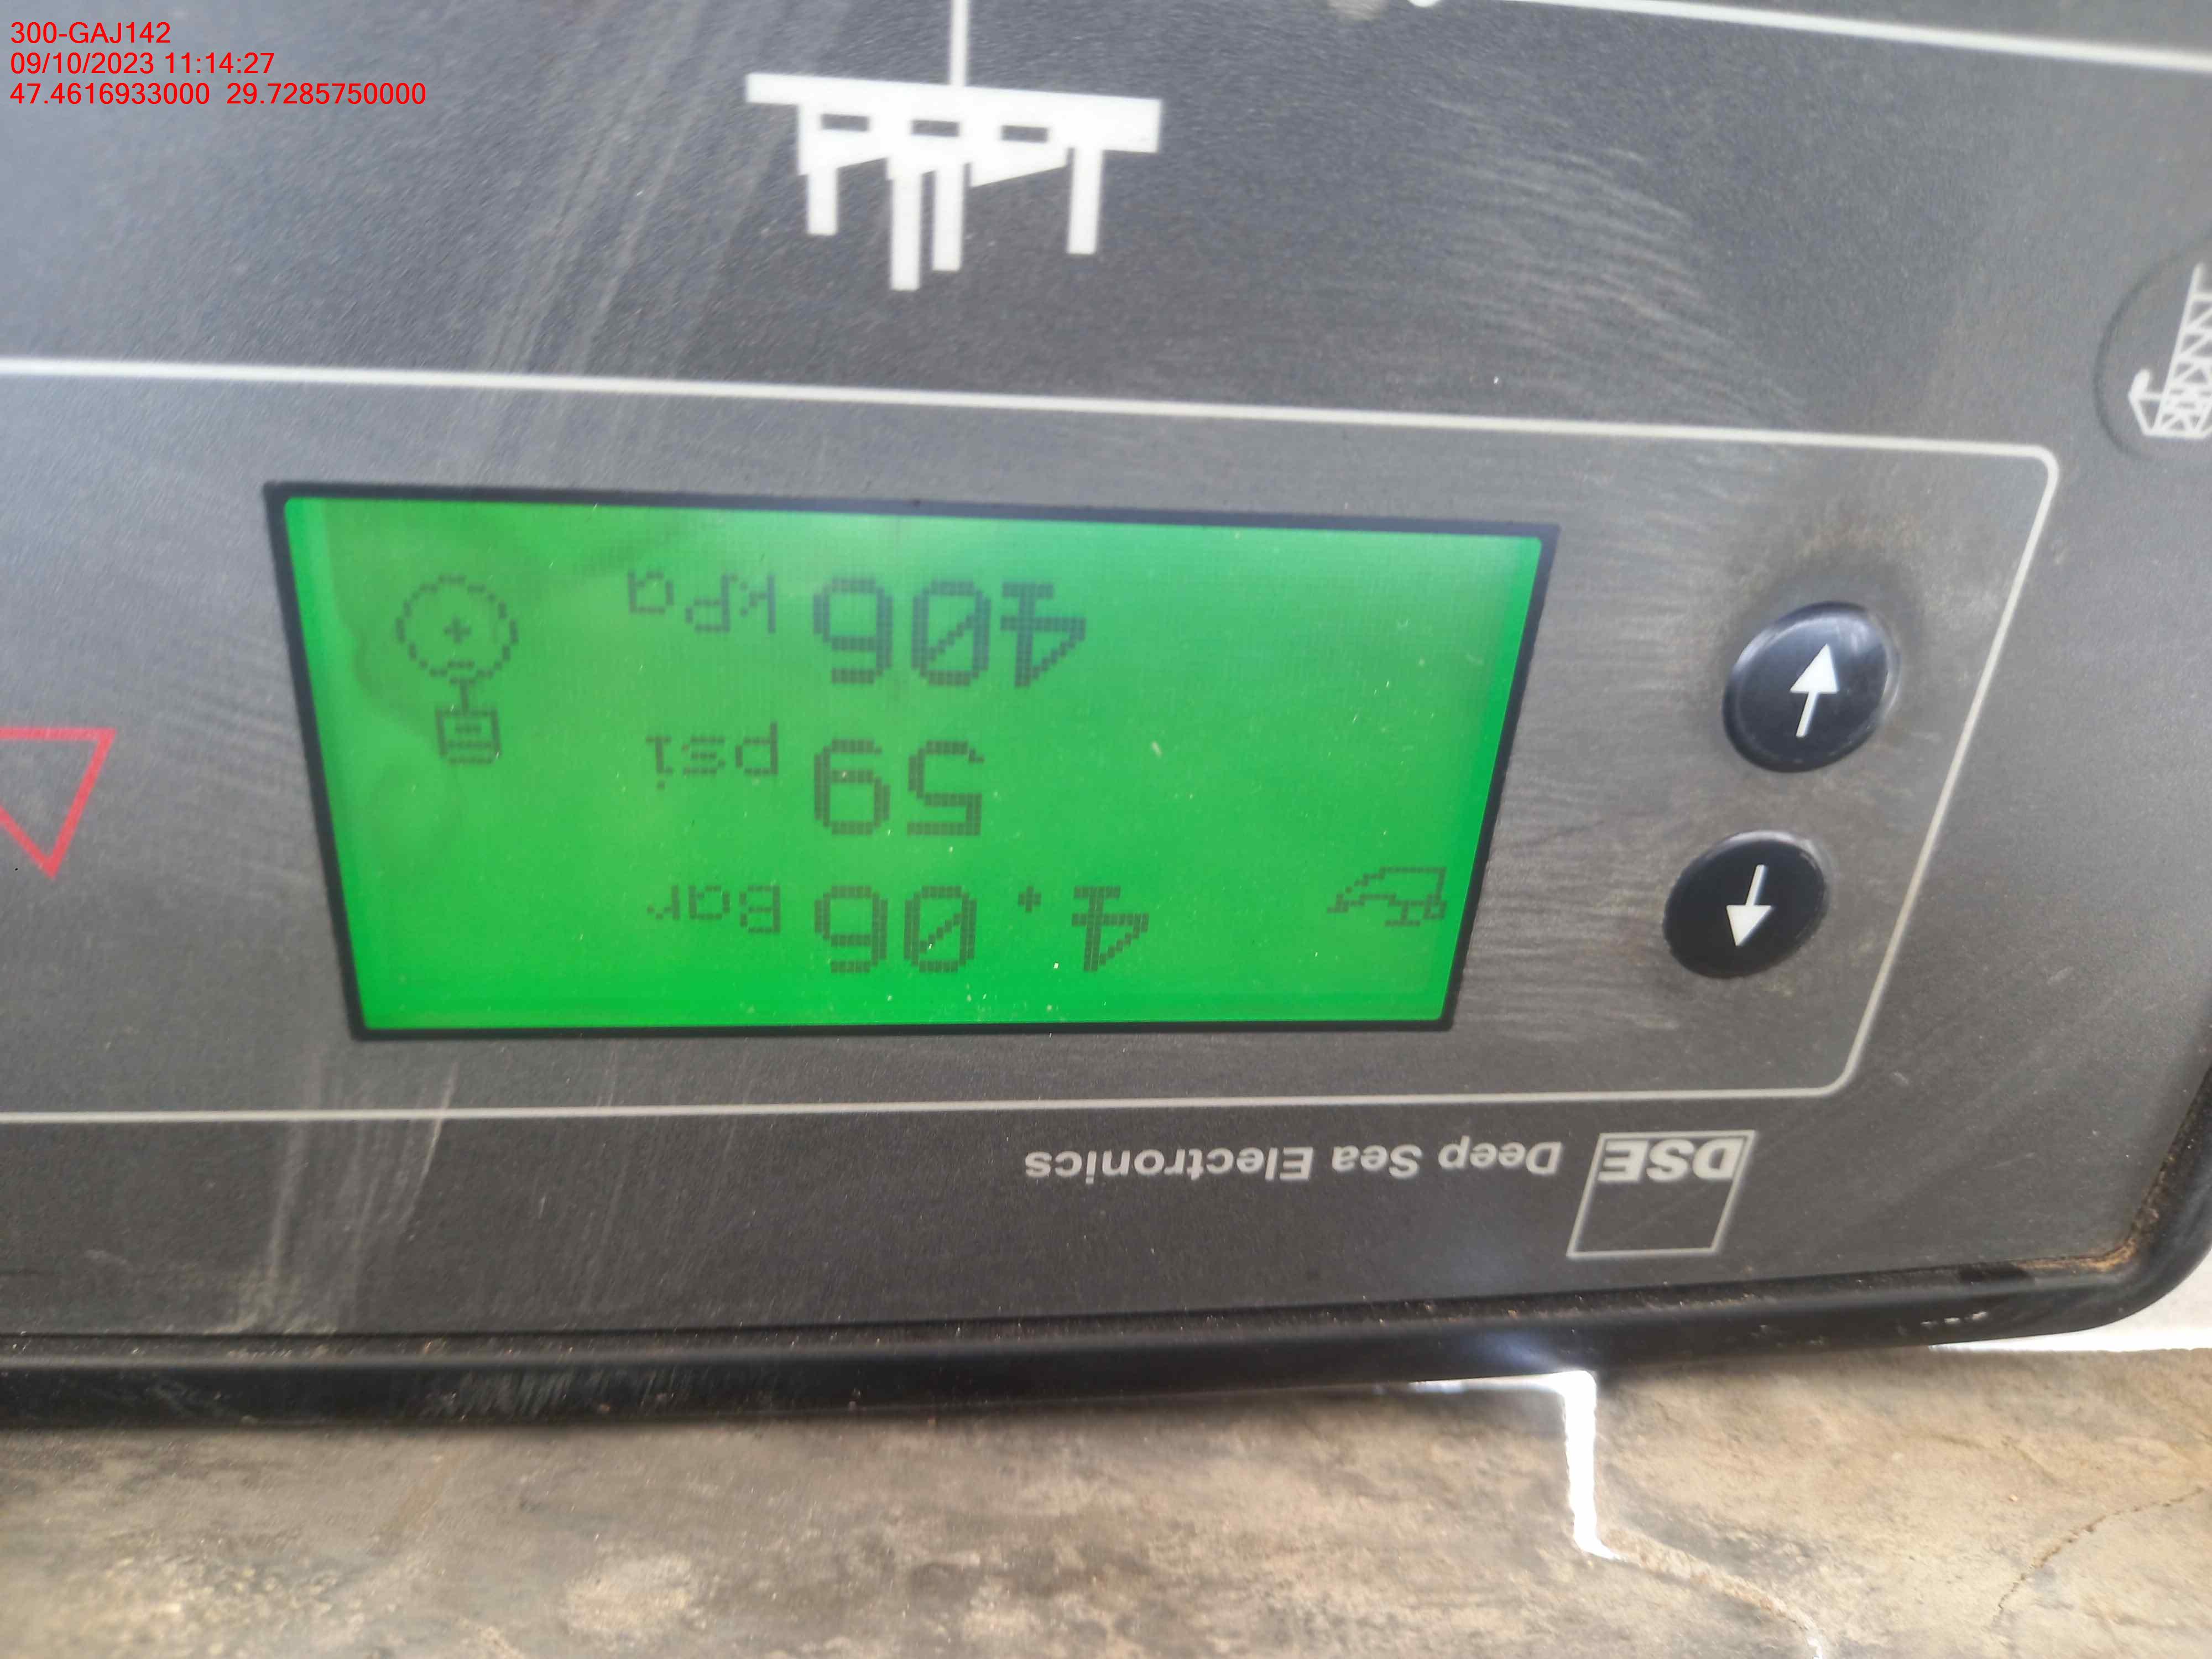 300-GAJ142
09/10/2023 11:14:27
47.4616933000 29.7285750000
DSE Deep Sea Electronics
4.06 Bar
59 psi
406 kPa